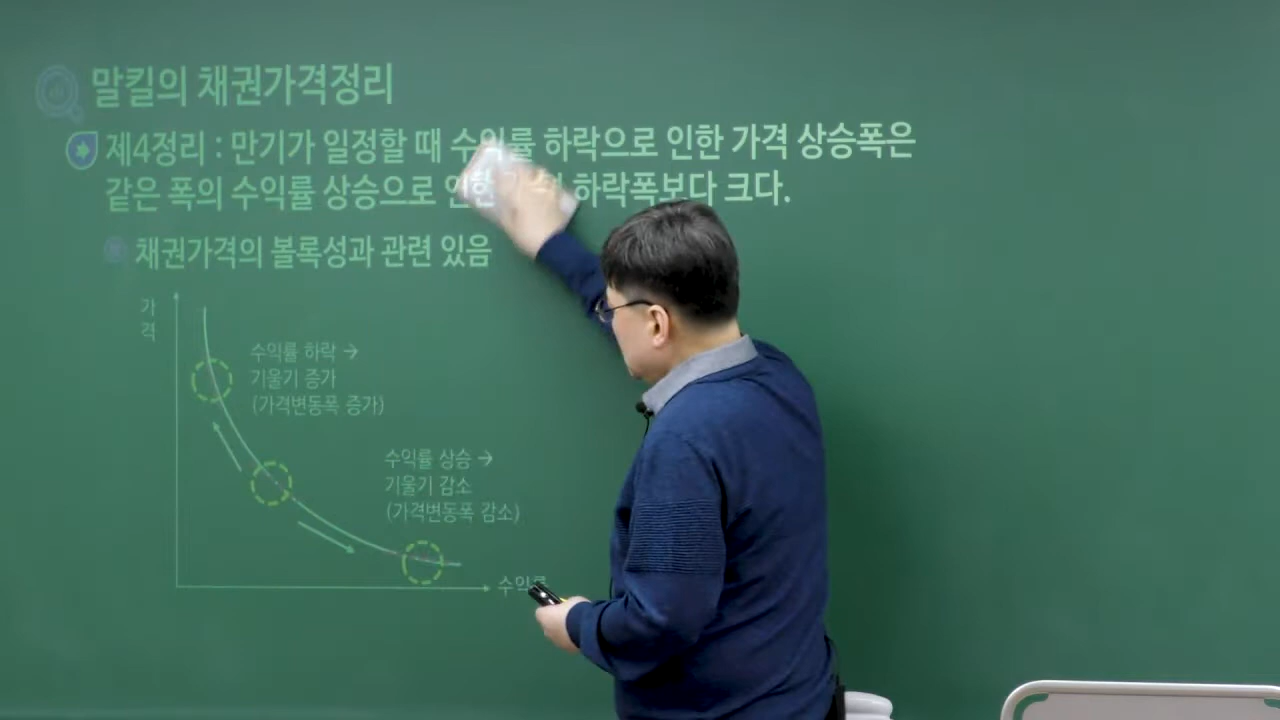 말킬의 채권가격정리
제4정리 : 만기가 일정할 때 수익률 하락으로 인한 가격 상승폭은
같은 폭의 수익률 상승으로 인한 하락폭보다 크다.
채권가격의 볼록성과 관련 있음
가
격
수익률 하락 →
기울기 증가
(가격변동폭 증가)
수익률 상승 →
기울기 감소
(가격변동폭 감소)
수익률